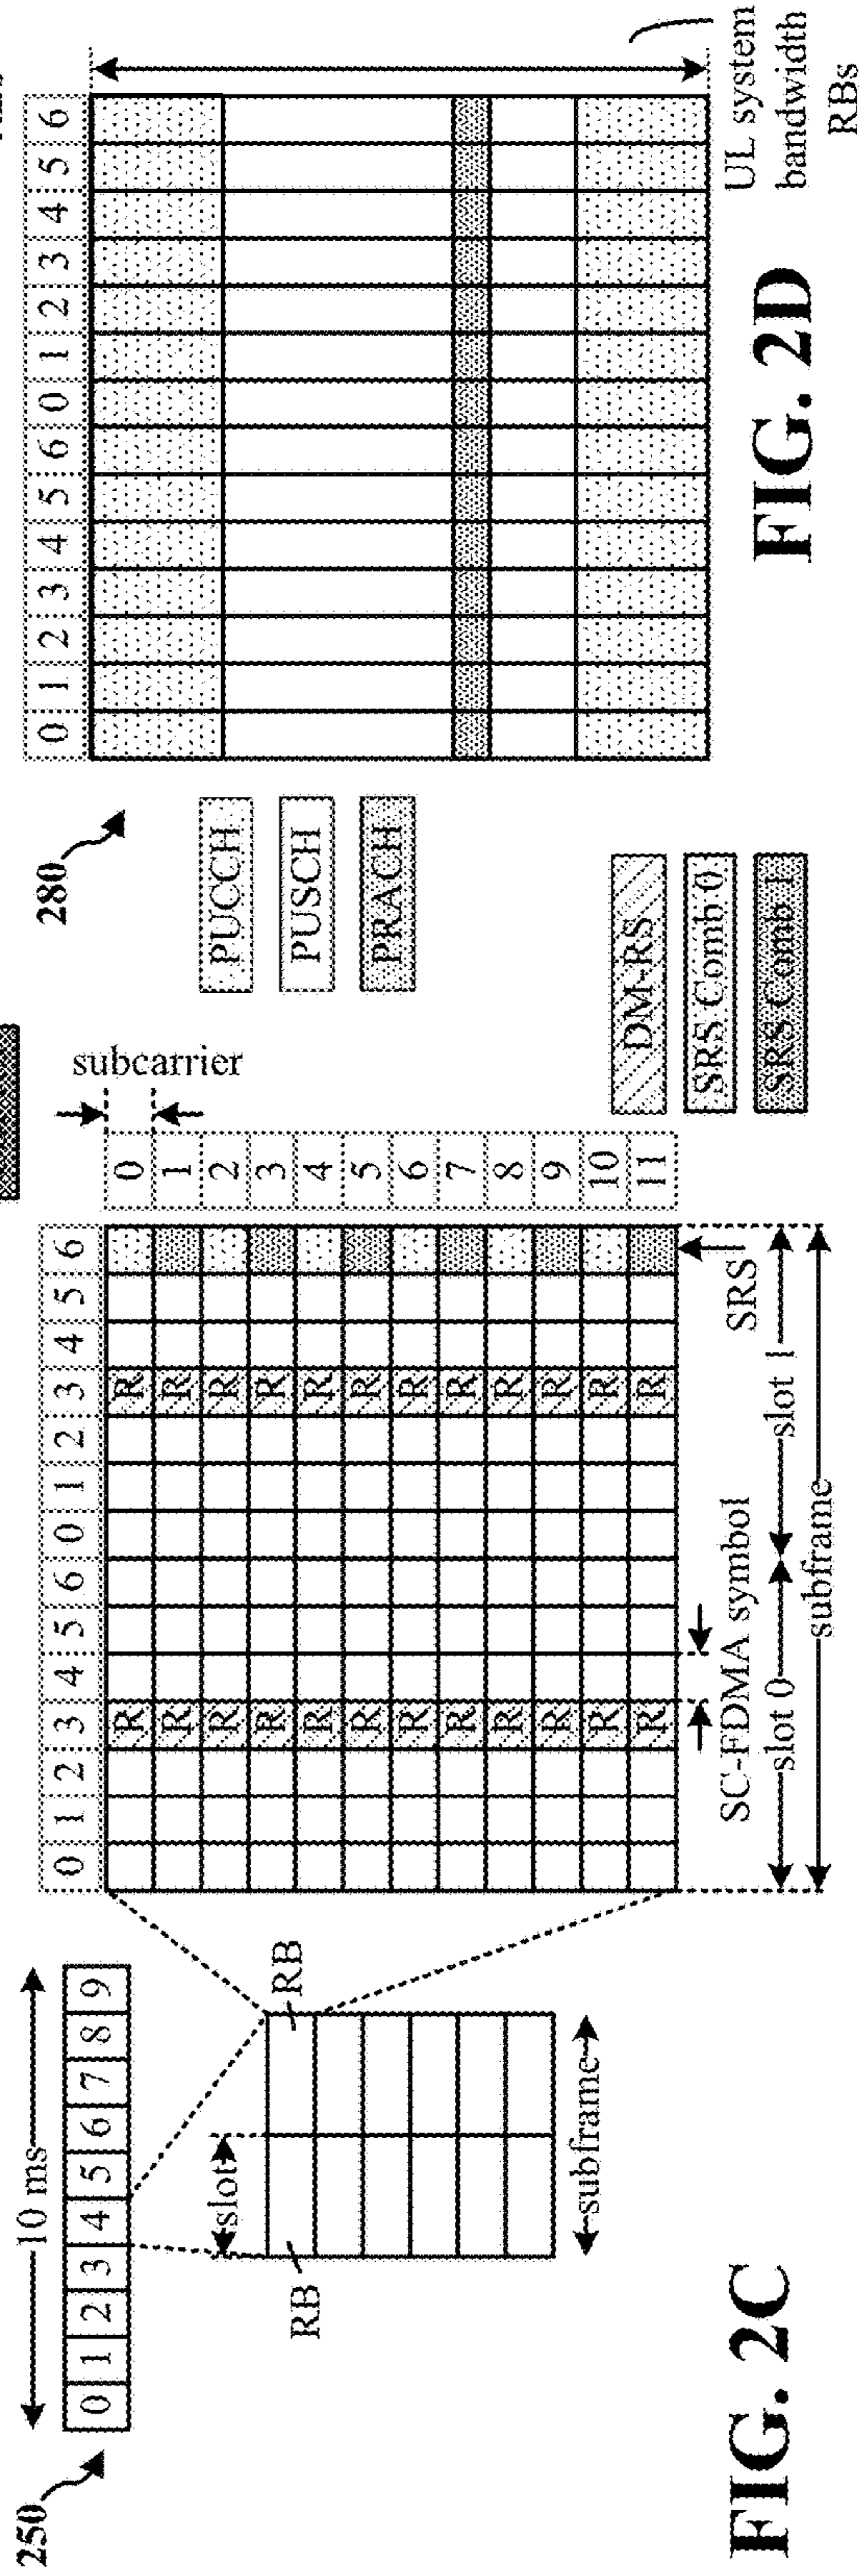 250
10 ms
0 1 2 3 4 5 6 7 8 9
slot
RB
RB
subframe
FIG. 2C
0 1 2 3 4 5 6 0 1 2 3 4 5 6
subcarrier
R R 0
R R 1
R R 2
R R 3
R R 4
R R 5
R R 6
R R 7
R R 8
R R 9
R R 10
R R 11
SC-FDMA symbol
SRS
slot 0
slot 1
subframe
DM-RS
SRS Comb 0
SRS Comb 1
280
PUCCH
PUSCH
PRACH
0 1 2 3 4 5 6 0 1 2 3 4 5 6
UL system
bandwidth
RBs
FIG. 2D